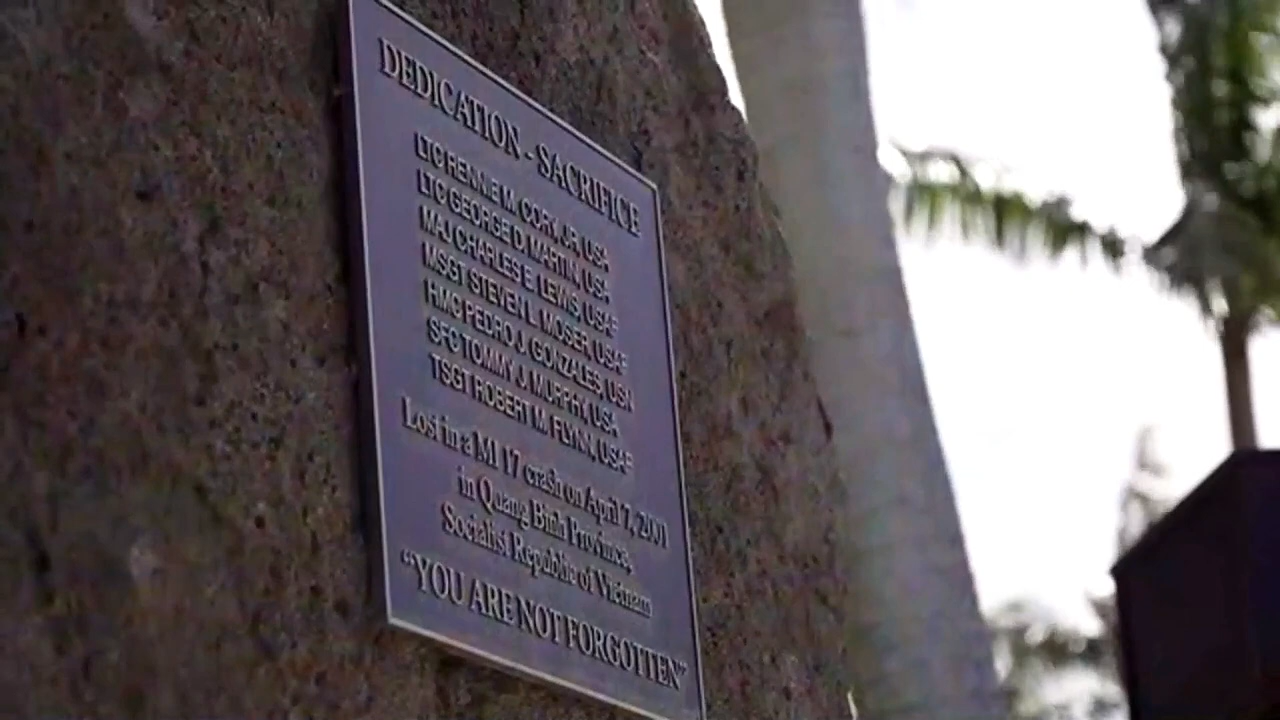 DEDICATION - SACRIFICE
LTC RENNIE M. CORY, JR, USA
LTC GEORGE D. MARTIN, USA
MAJ CHARLES E. LEWIS, USAF
MSGT STEVEN L. MOSER, USAF
HMC PEDRO J. GONZALES, USN
SFC TOMMY J. MURPHY, USA
TSGT ROBERT M. FLYNN, USAF
Lost in a MI 17 crash on April 7, 2001
in Quang Binh Province,
Socialist Republic of Vietnam
"YOU ARE NOT FORGOTTEN"